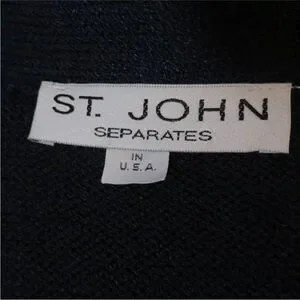 ST. JOHN
SEPARATES
IN
U.S.A.